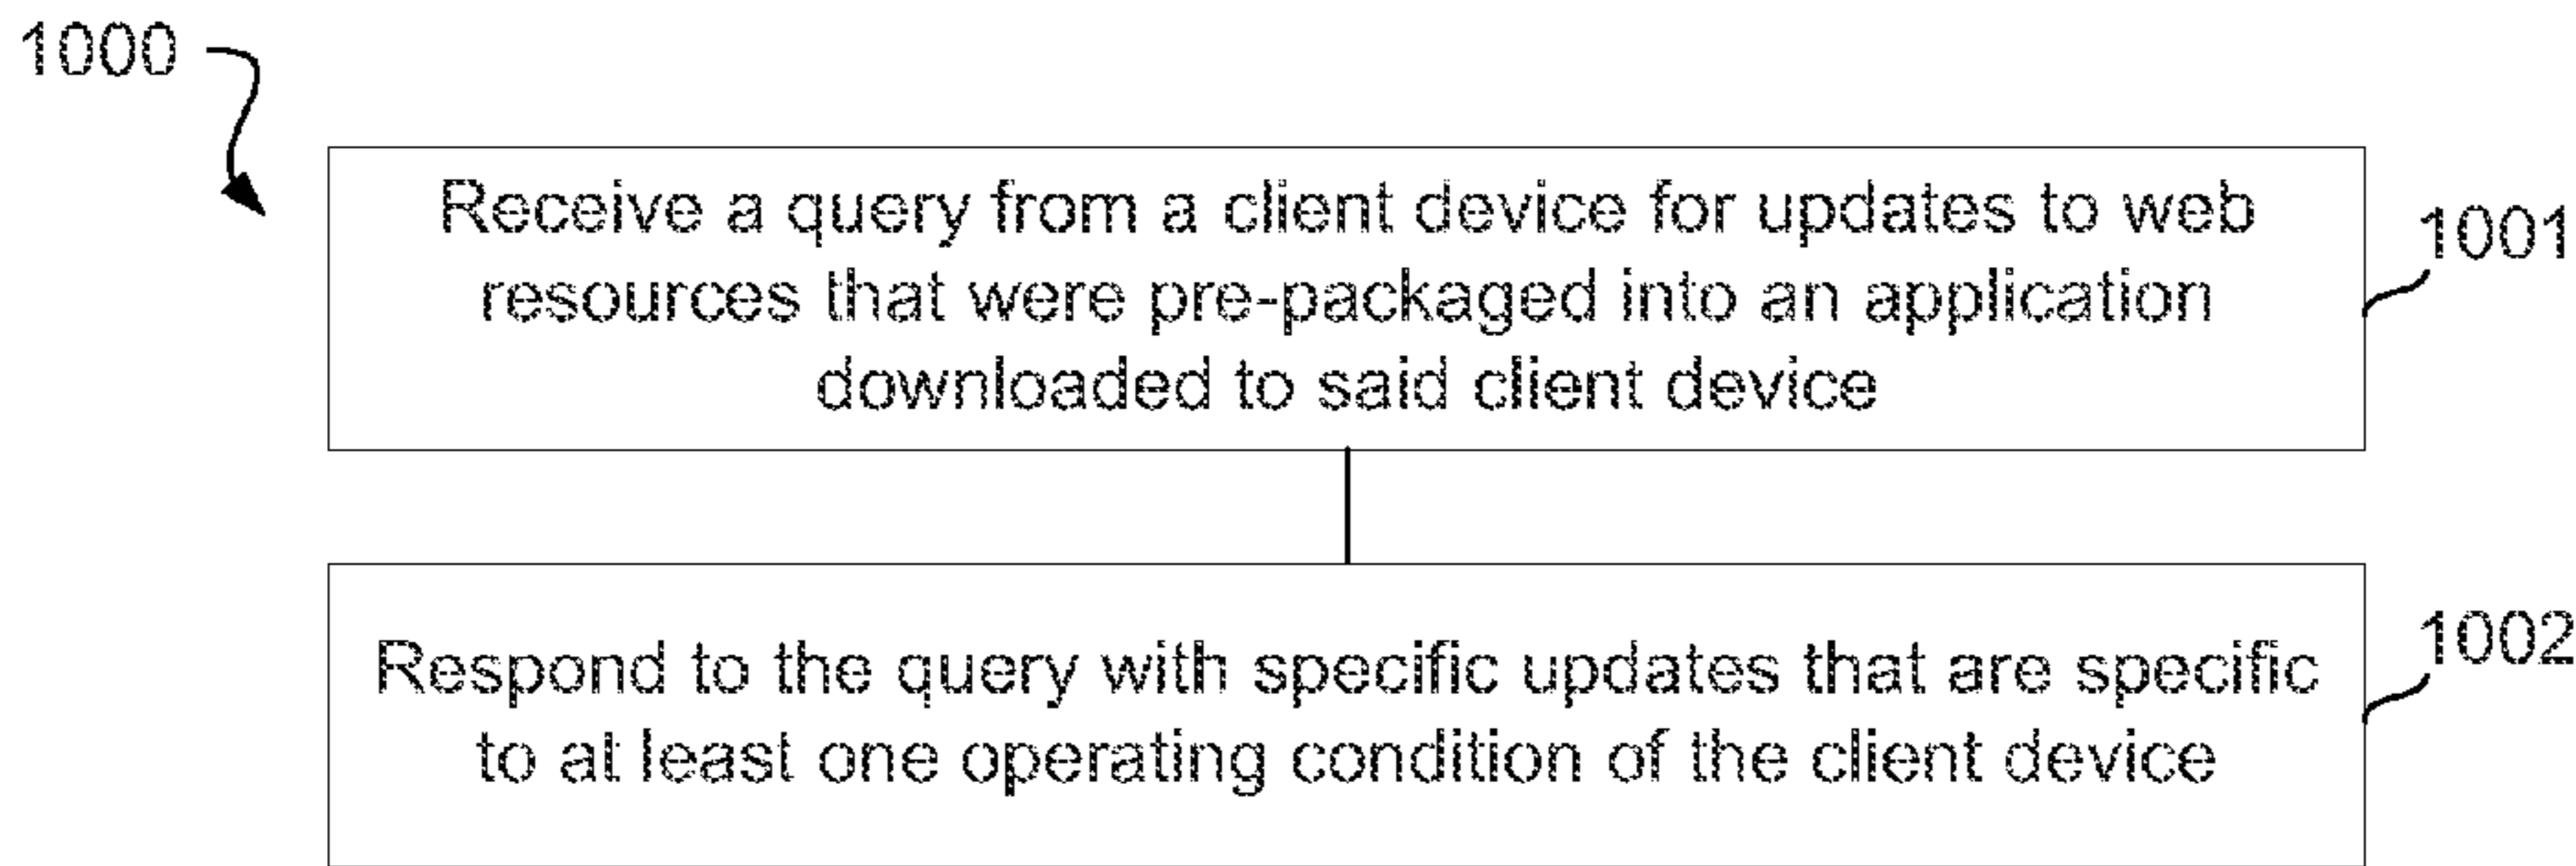 1000
Receive a query from a client device for updates to web
resources that were pre-packaged into an application
downloaded to said client device
1001
Respond to the query with specific updates that are specific
to at least one operating condition of the client device
1002